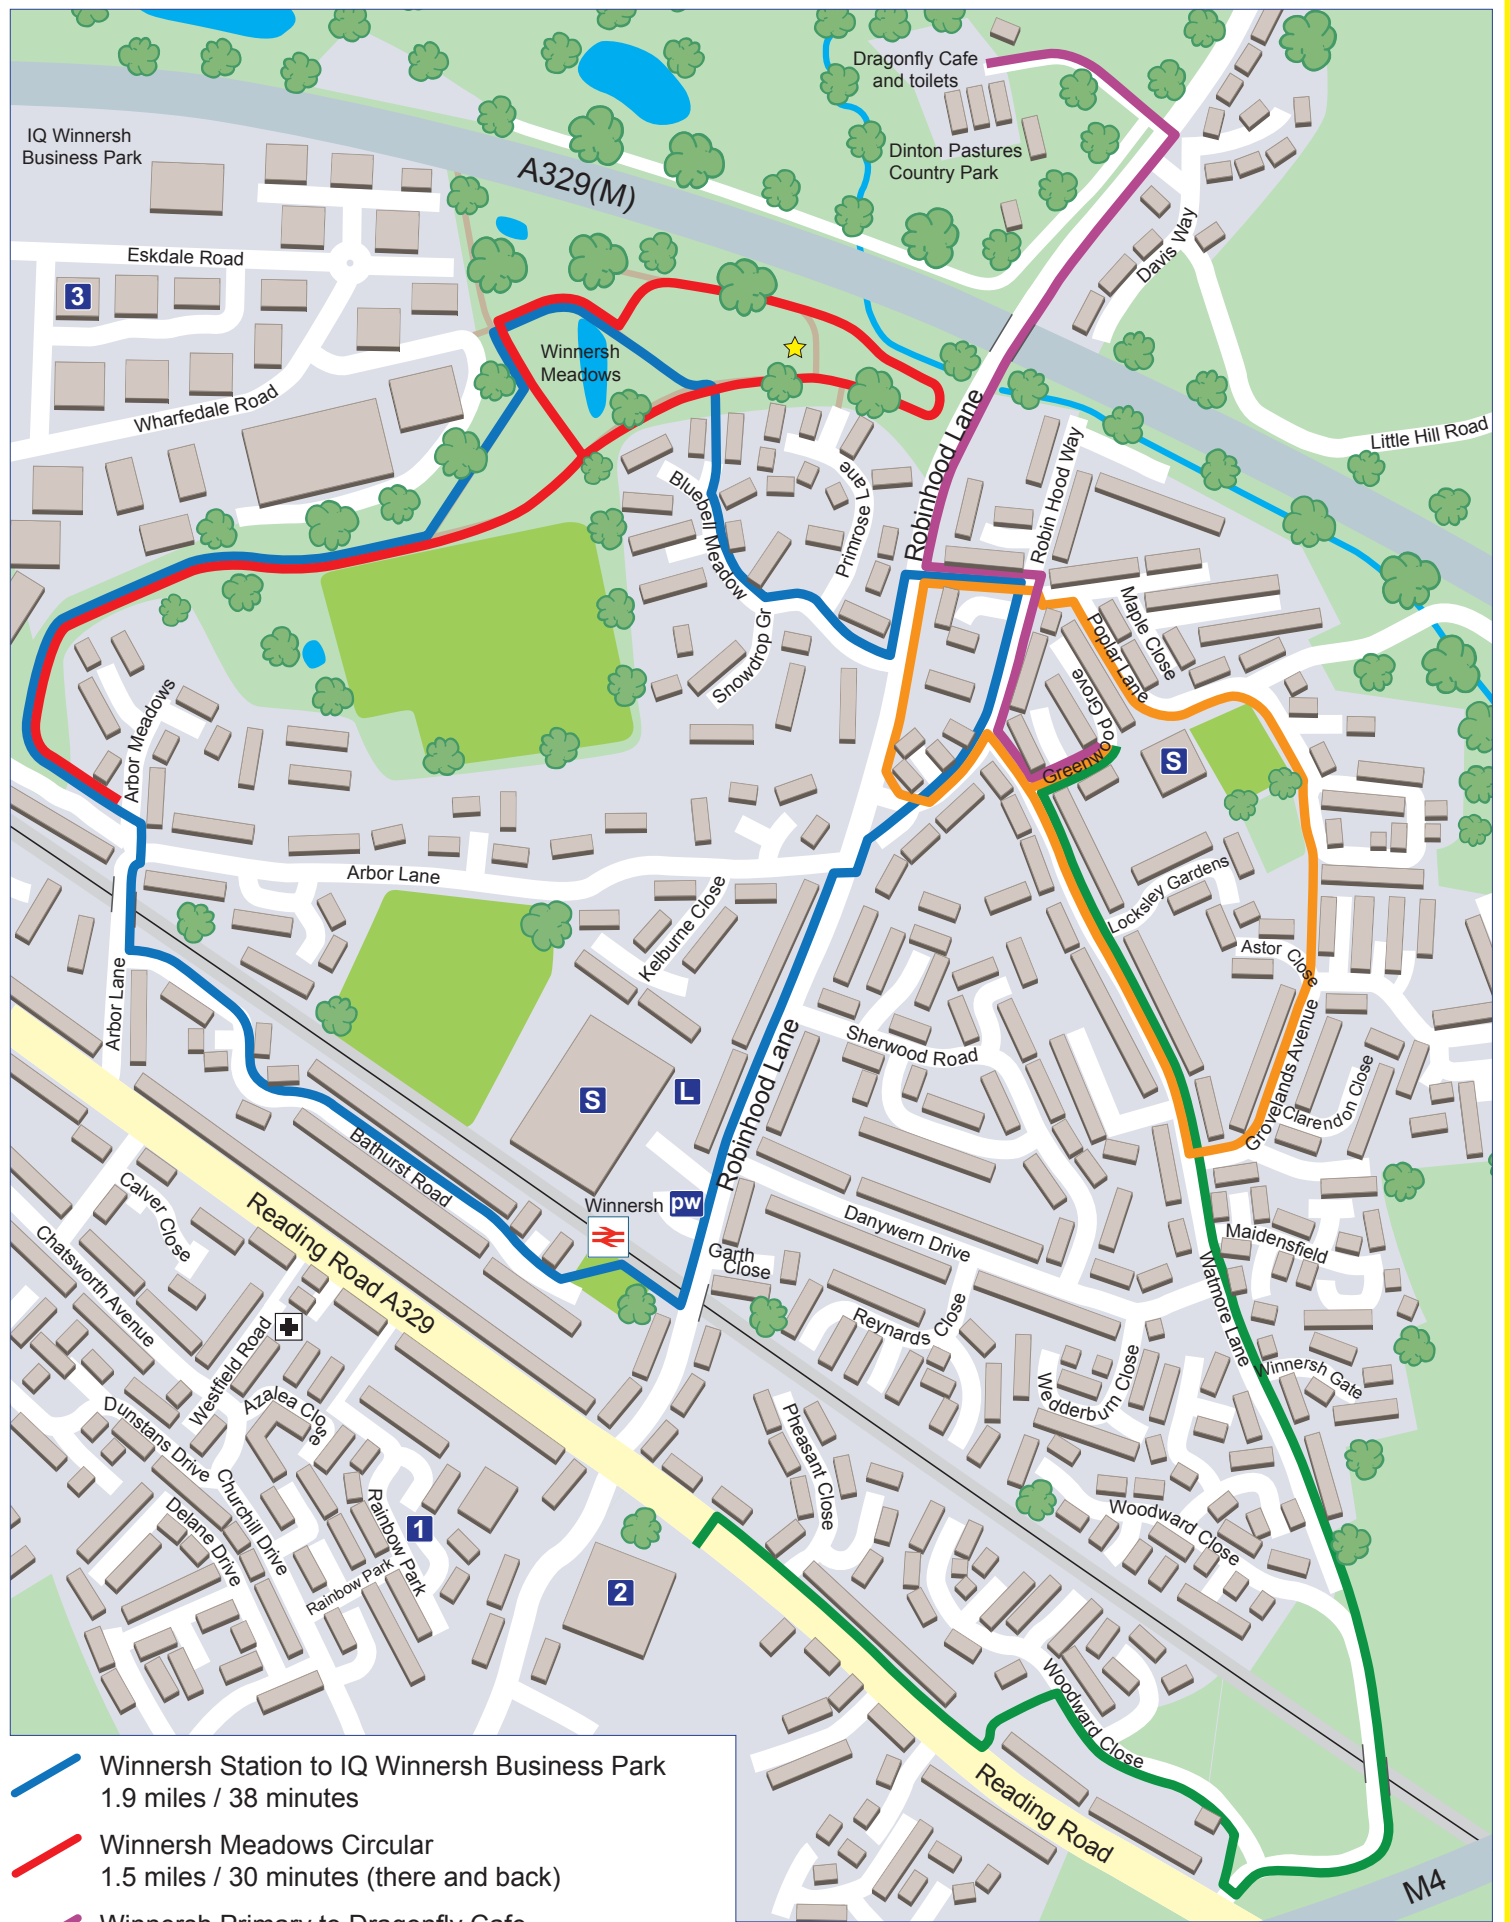 Dragonfly Cafe
and toilets
IQ Winnersh
Business Park
Dinton Pastures
Country Park
A329(M)
Davis Way
Eskdale Road
3
Winnersh
Meadows
Wharfedale Road
Little Hill Road
Robinhood Lane
Robin Hood Way
Bluebell Meadow
Primrose Lane
Snowdrop Gr
Maple Close
Poplar Lane
Greenwood Grove
S
Arbor Meadows
Arbor Lane
Kelburne Close
Locksley Gardens
Astor Close
Arbor Lane
Sherwood Road
Robinhood Lane
Grovelands Avenue
Clarendon Close
S
L
Bathurst Road
Winnersh
pw
Calver Close
Chatsworth Avenue
Reading Road A329
Garth
Close
Danywern Drive
Maidensfield
Watmore Lane
Reynards Close
Westfield Road
Azalea Close
Wedderburn Close
Winnersh Gate
Dunstans Drive
Churchill Drive
Delane Drive
Rainbow Park
Rainbow Park
1
Pheasant Close
Woodward Close
2
Woodward Close
Reading Road
M4
Winnersh Station to IQ Winnersh Business Park
1.9 miles / 38 minutes
Winnersh Meadows Circular
1.5 miles / 30 minutes (there and back)
Winnersh Primary to Dragonfly Cafe